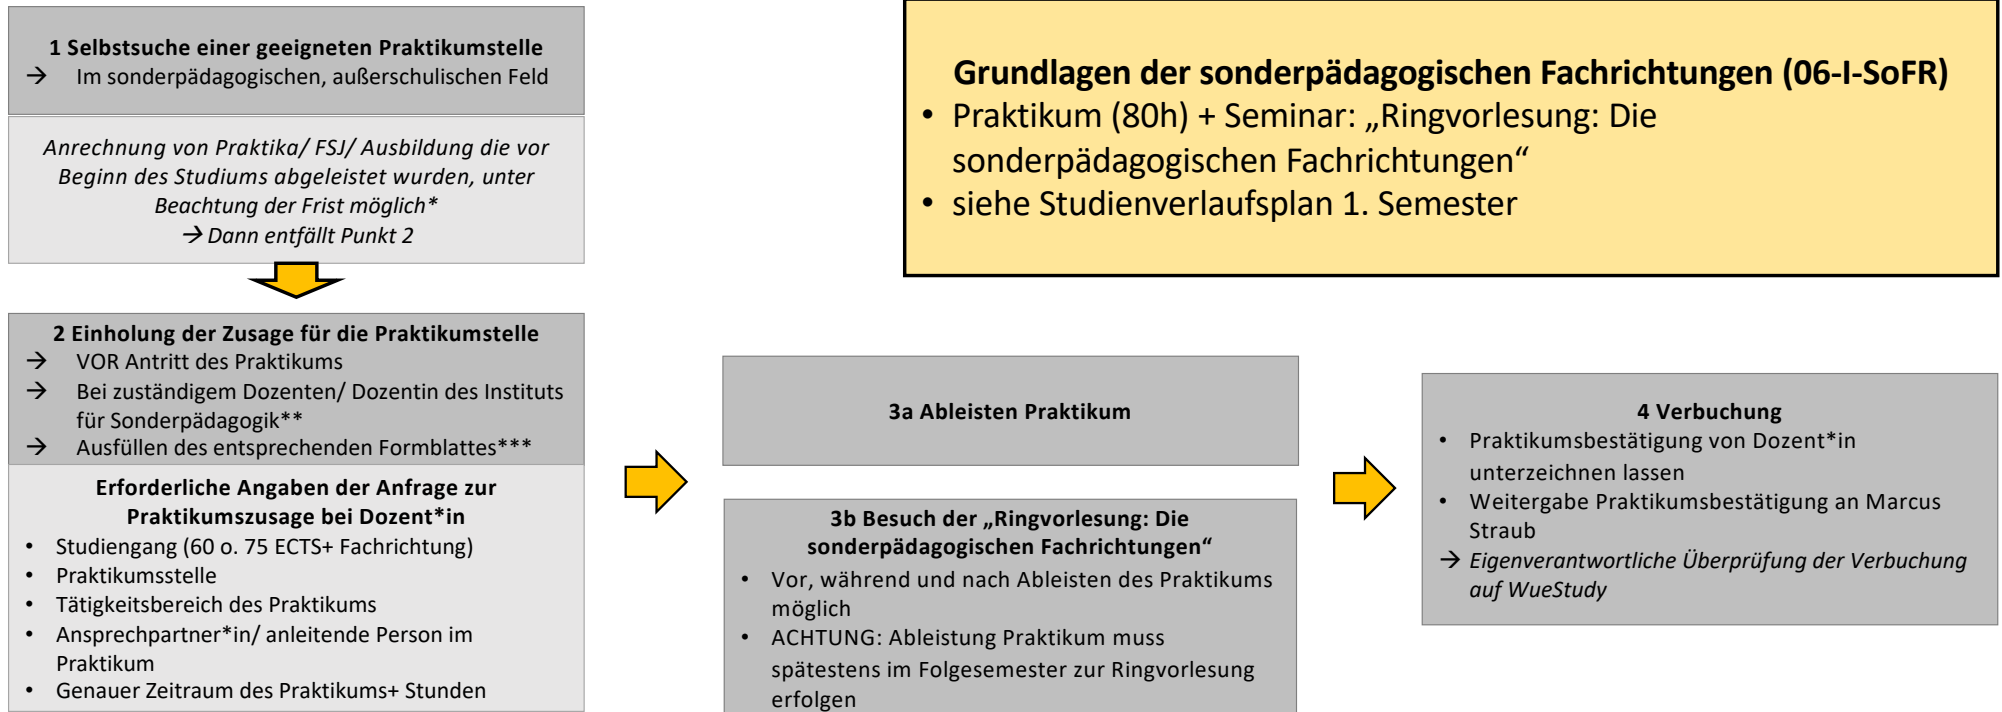 1 Selbstsuche einer geeigneten Praktikumstelle
→ Im sonderpädagogischen, außerschulischen Feld
Anrechnung von Praktika/ FSJ/ Ausbildung die vor
Beginn des Studiums abgeleistet wurden, unter
Beachtung der Frist möglich*
→ Dann entfällt Punkt 2
Grundlagen der sonderpädagogischen Fachrichtungen (06-I-SoFR)
• Praktikum (80h) + Seminar: „Ringvorlesung: Die
sonderpädagogischen Fachrichtungen“
• siehe Studienverlaufsplan 1. Semester
2 Einholung der Zusage für die Praktikumstelle
→ VOR Antritt des Praktikums
→ Bei zuständigem Dozenten/ Dozentin des Instituts
für Sonderpädagogik**
→ Ausfüllen des entsprechenden Formblattes***
Erforderliche Angaben der Anfrage zur
Praktikumszusage bei Dozent*in
• Studiengang (60 o. 75 ECTS+ Fachrichtung)
• Praktikumsstelle
• Tätigkeitsbereich des Praktikums
• Ansprechpartner*in/ anleitende Person im
Praktikum
• Genauer Zeitraum des Praktikums+ Stunden
3a Ableisten Praktikum
3b Besuch der „Ringvorlesung: Die
sonderpädagogischen Fachrichtungen“
• Vor, während und nach Ableisten des Praktikums
möglich
• ACHTUNG: Ableistung Praktikum muss
spätestens im Folgesemester zur Ringvorlesung
erfolgen
4 Verbuchung
• Praktikumsbestätigung von Dozent*in
unterzeichnen lassen
• Weitergabe Praktikumsbestätigung an Marcus
Straub
→ Eigenverantwortliche Überprüfung der Verbuchung
auf WueStudy